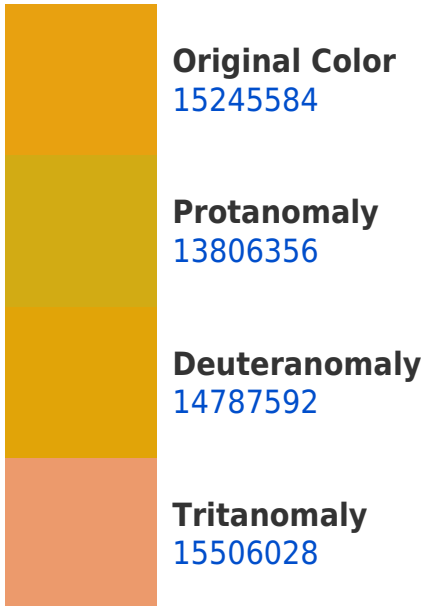 Original Color
15245584
Protanomaly
13806356
Deuteranomaly
14787592
Tritanomaly
15506028